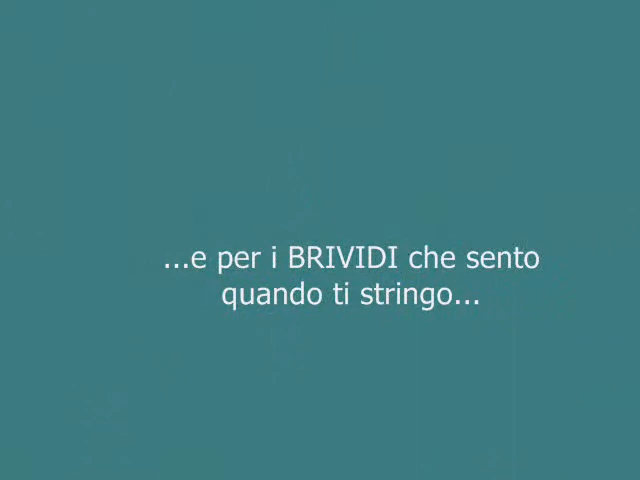 ...e per i BRIVIDI che sento
quando ti stringo...